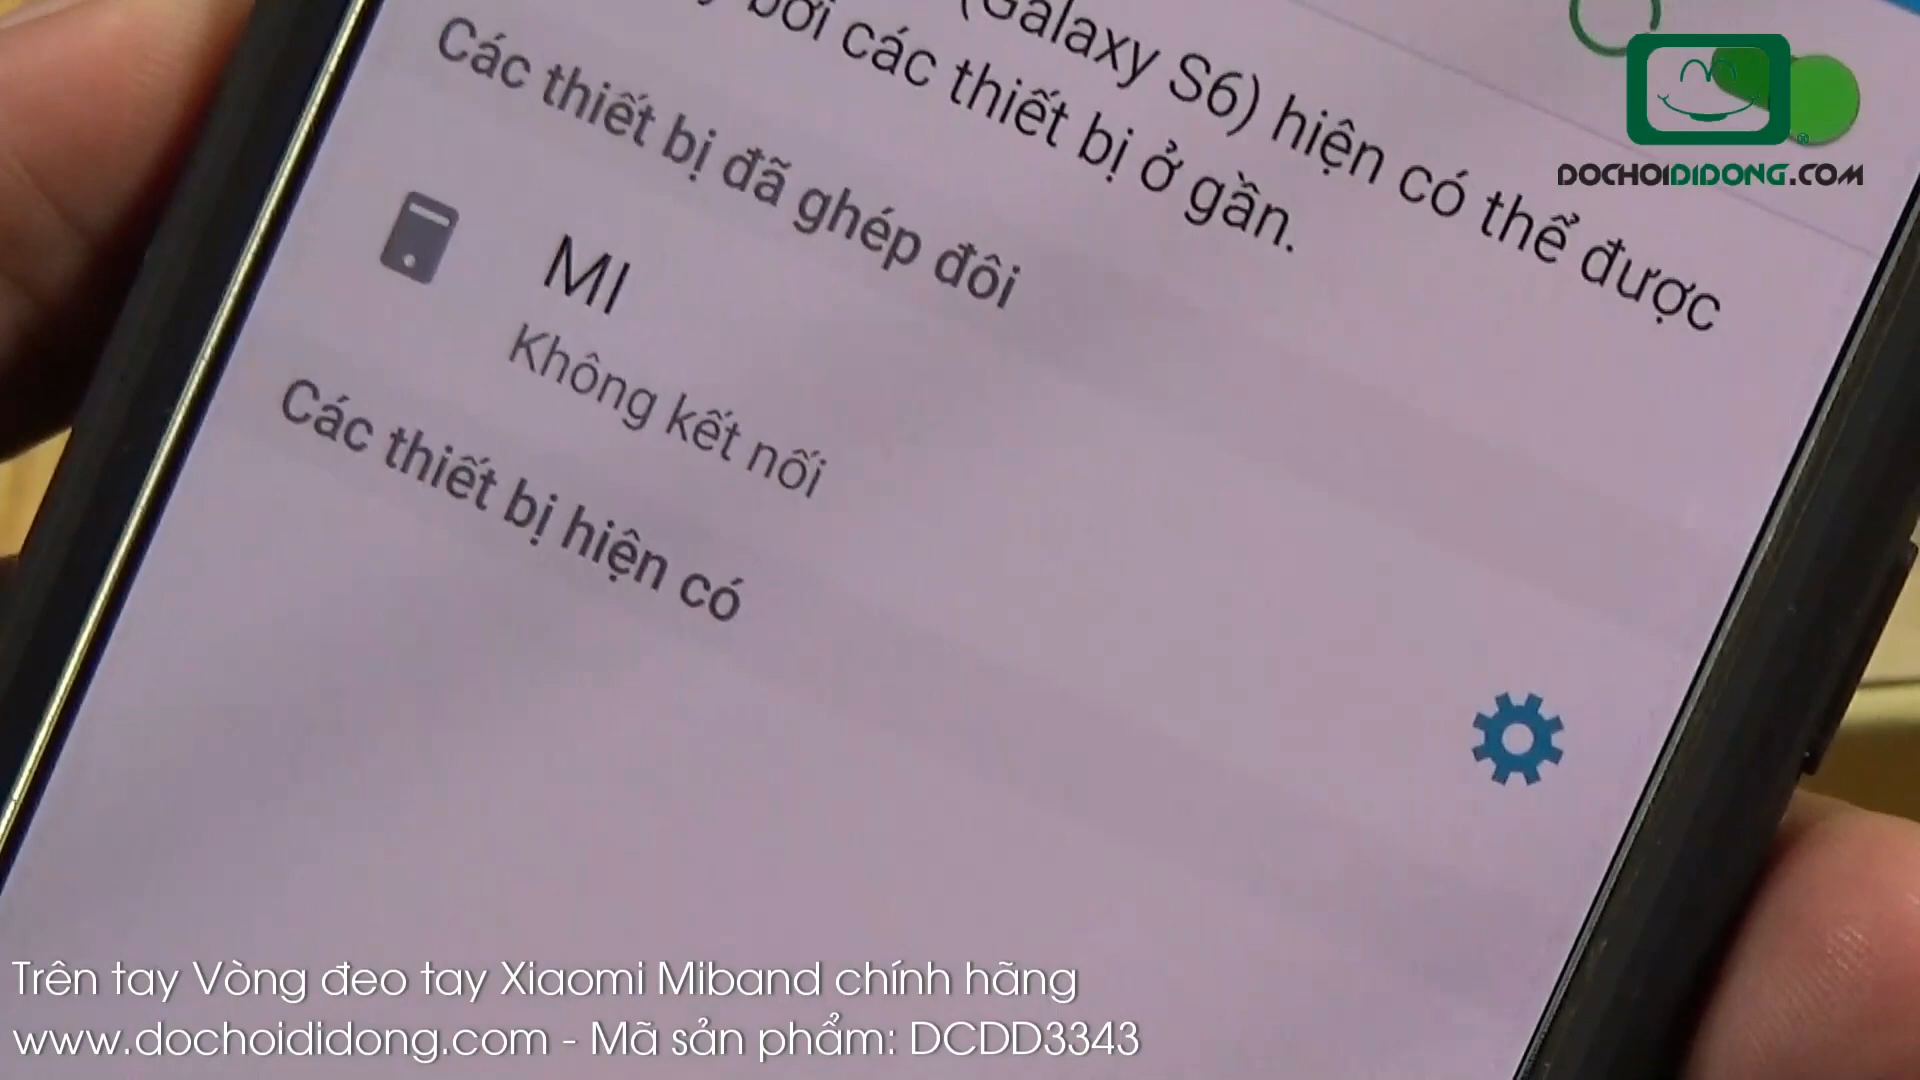 (Galaxy S6) hiện có thể được
bởi các thiết bị ở gần.
Các thiết bị đã ghép đôi
MI
Không kết nối
Các thiết bị hiện có
DOCHOIDIDONG.COM
Trên tay Vòng đeo tay Xiaomi Miband chính hãng
www.dochoididong.com - Mã sản phẩm: DCDD3343